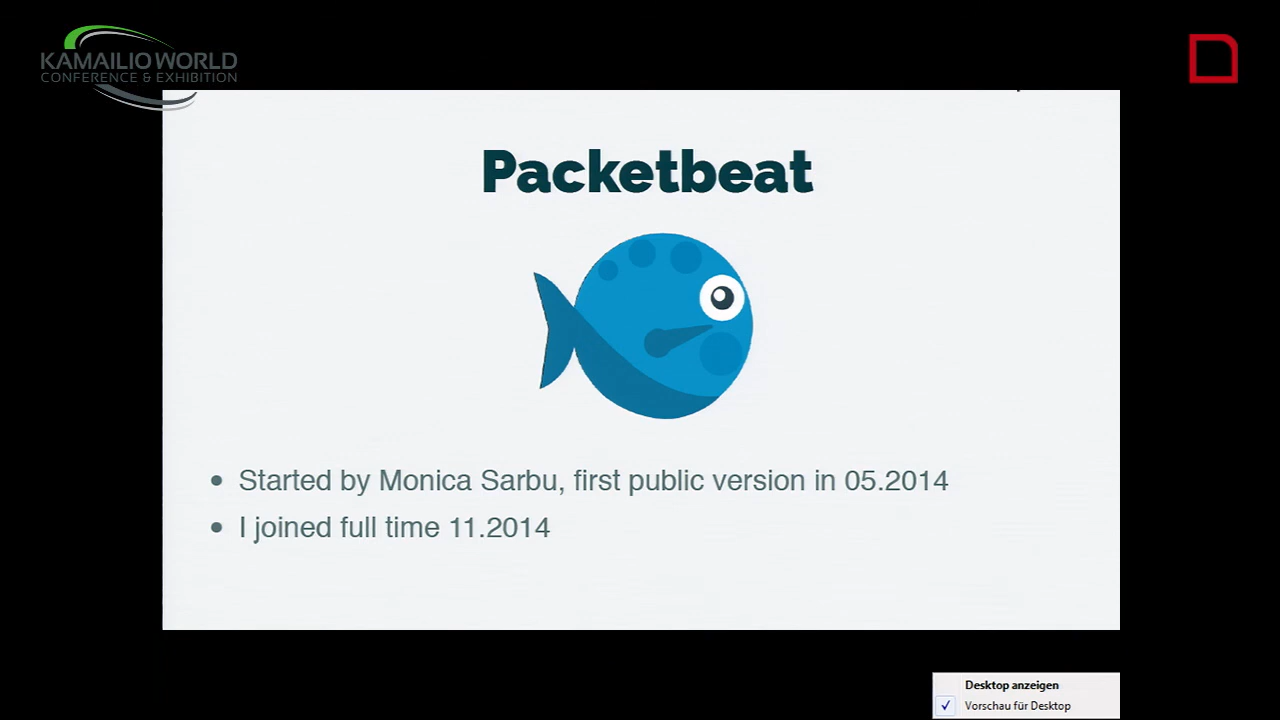 KAMAILIO WORLD
CONFERENCE & EXHIBITION
Packetbeat
• Started by Monica Sarbu, first public version in 05.2014
• I joined full time 11.2014
Desktop anzeigen
✓ Vorschau für Desktop